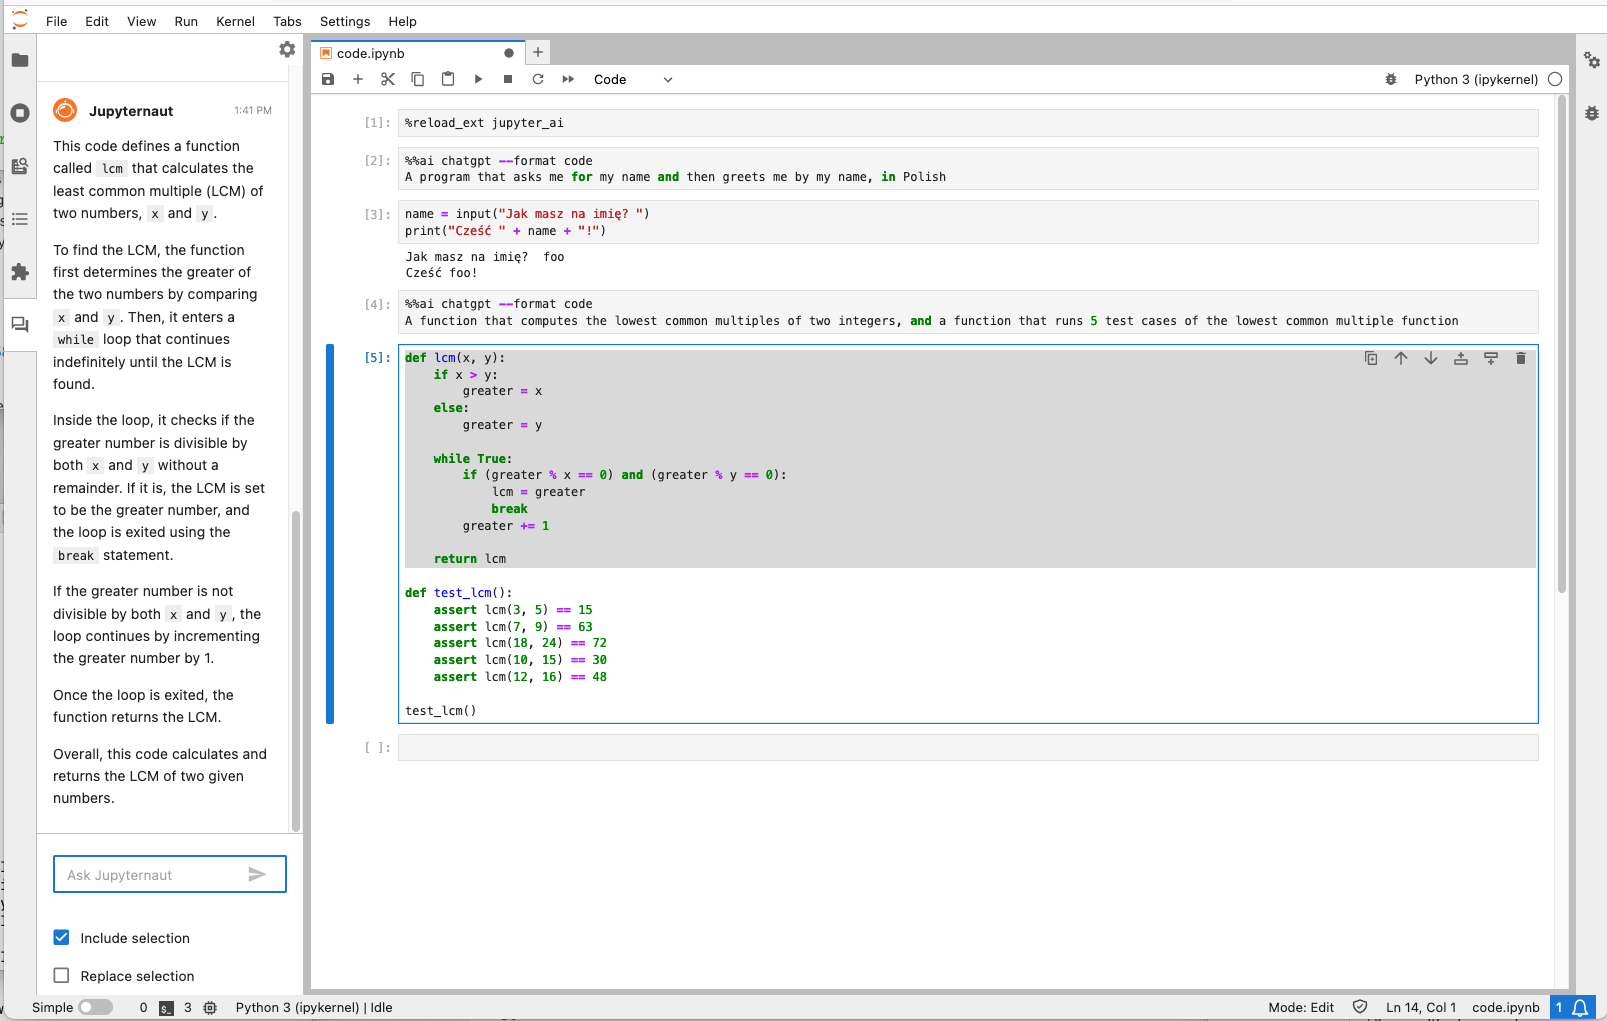 File Edit View Run Kernel Tabs Settings Help
Jupyternaut 1:41 PM
This code defines a function
called lcm that calculates the
least common multiple (LCM) of
two numbers, x and y.
To find the LCM, the function
first determines the greater of
the two numbers by comparing
x and y. Then, it enters a
while loop that continues
indefinitely until the LCM is
found.
Inside the loop, it checks if the
greater number is divisible by
both x and y without a
remainder. If it is, the LCM is set
to be the greater number, and
the loop is exited using the
break statement.
If the greater number is not
divisible by both x and y, the
loop continues by incrementing
the greater number by 1.
Once the loop is exited, the
function returns the LCM.
Overall, this code calculates and
returns the LCM of two given
numbers.
Ask Jupyternaut
Include selection
Replace selection
code.ipynb
Code
Python 3 (ipykernel)
[1]: %reload_ext jupyter_ai
[2]: %%ai chatgpt --format code
A program that asks me for my name and then greets me by my name, in Polish
[3]: name = input("Jak masz na imię? ")
print("Cześć " + name + "!")
Jak masz na imię?  foo
Cześć foo!
[4]: %%ai chatgpt --format code
A function that computes the lowest common multiples of two integers, and a function that runs 5 test cases of the lowest common multiple function
[5]: def lcm(x, y):
    if x > y:
        greater = x
    else:
        greater = y
    while True:
        if (greater % x == 0) and (greater % y == 0):
            lcm = greater
            break
        greater += 1
    return lcm
def test_lcm():
    assert lcm(3, 5) == 15
    assert lcm(7, 9) == 63
    assert lcm(18, 24) == 72
    assert lcm(10, 15) == 30
    assert lcm(12, 16) == 48
test_lcm()
[ ]:
Simple 0 $_ 3 Python 3 (ipykernel) | Idle Mode: Edit Ln 14, Col 1 code.ipynb 1